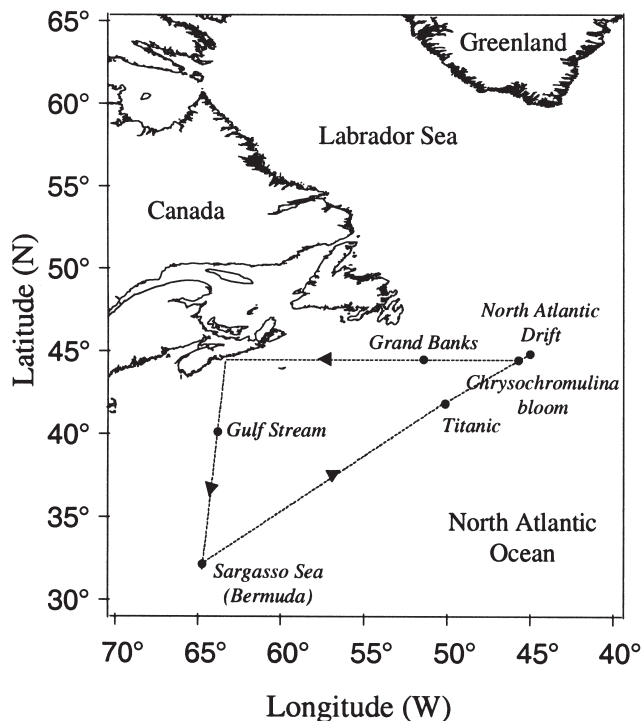 65°
60°
55°
50°
45°
40°
35°
30°
Latitude (N)
Greenland
Labrador Sea
Canada
North Atlantic
Drift
Grand Banks
Chrysochromulina
bloom
Titanic
Gulf Stream
North Atlantic
Ocean
Sargasso Sea
(Bermuda)
70°
65°
60°
55°
50°
45°
40°
Longitude (W)